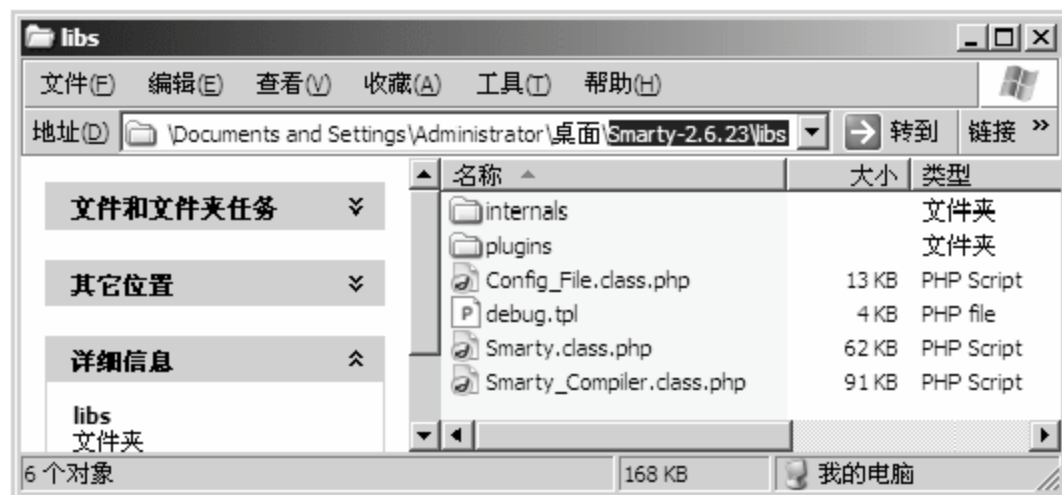 libs
文件(F) 编辑(E) 查看(V) 收藏(A) 工具(T) 帮助(H)
地址(D) \Documents and Settings\Administrator\桌面\Smarty-2.6.23\libs 转到 链接 »
文件和文件夹任务
其它位置
详细信息
libs
文件夹
名称 大小 类型
internals 文件夹
plugins 文件夹
Config_File.class.php 13 KB PHP Script
debug.tpl 4 KB PHP file
Smarty.class.php 62 KB PHP Script
Smarty_Compiler.class.php 91 KB PHP Script
6 个对象 168 KB 我的电脑